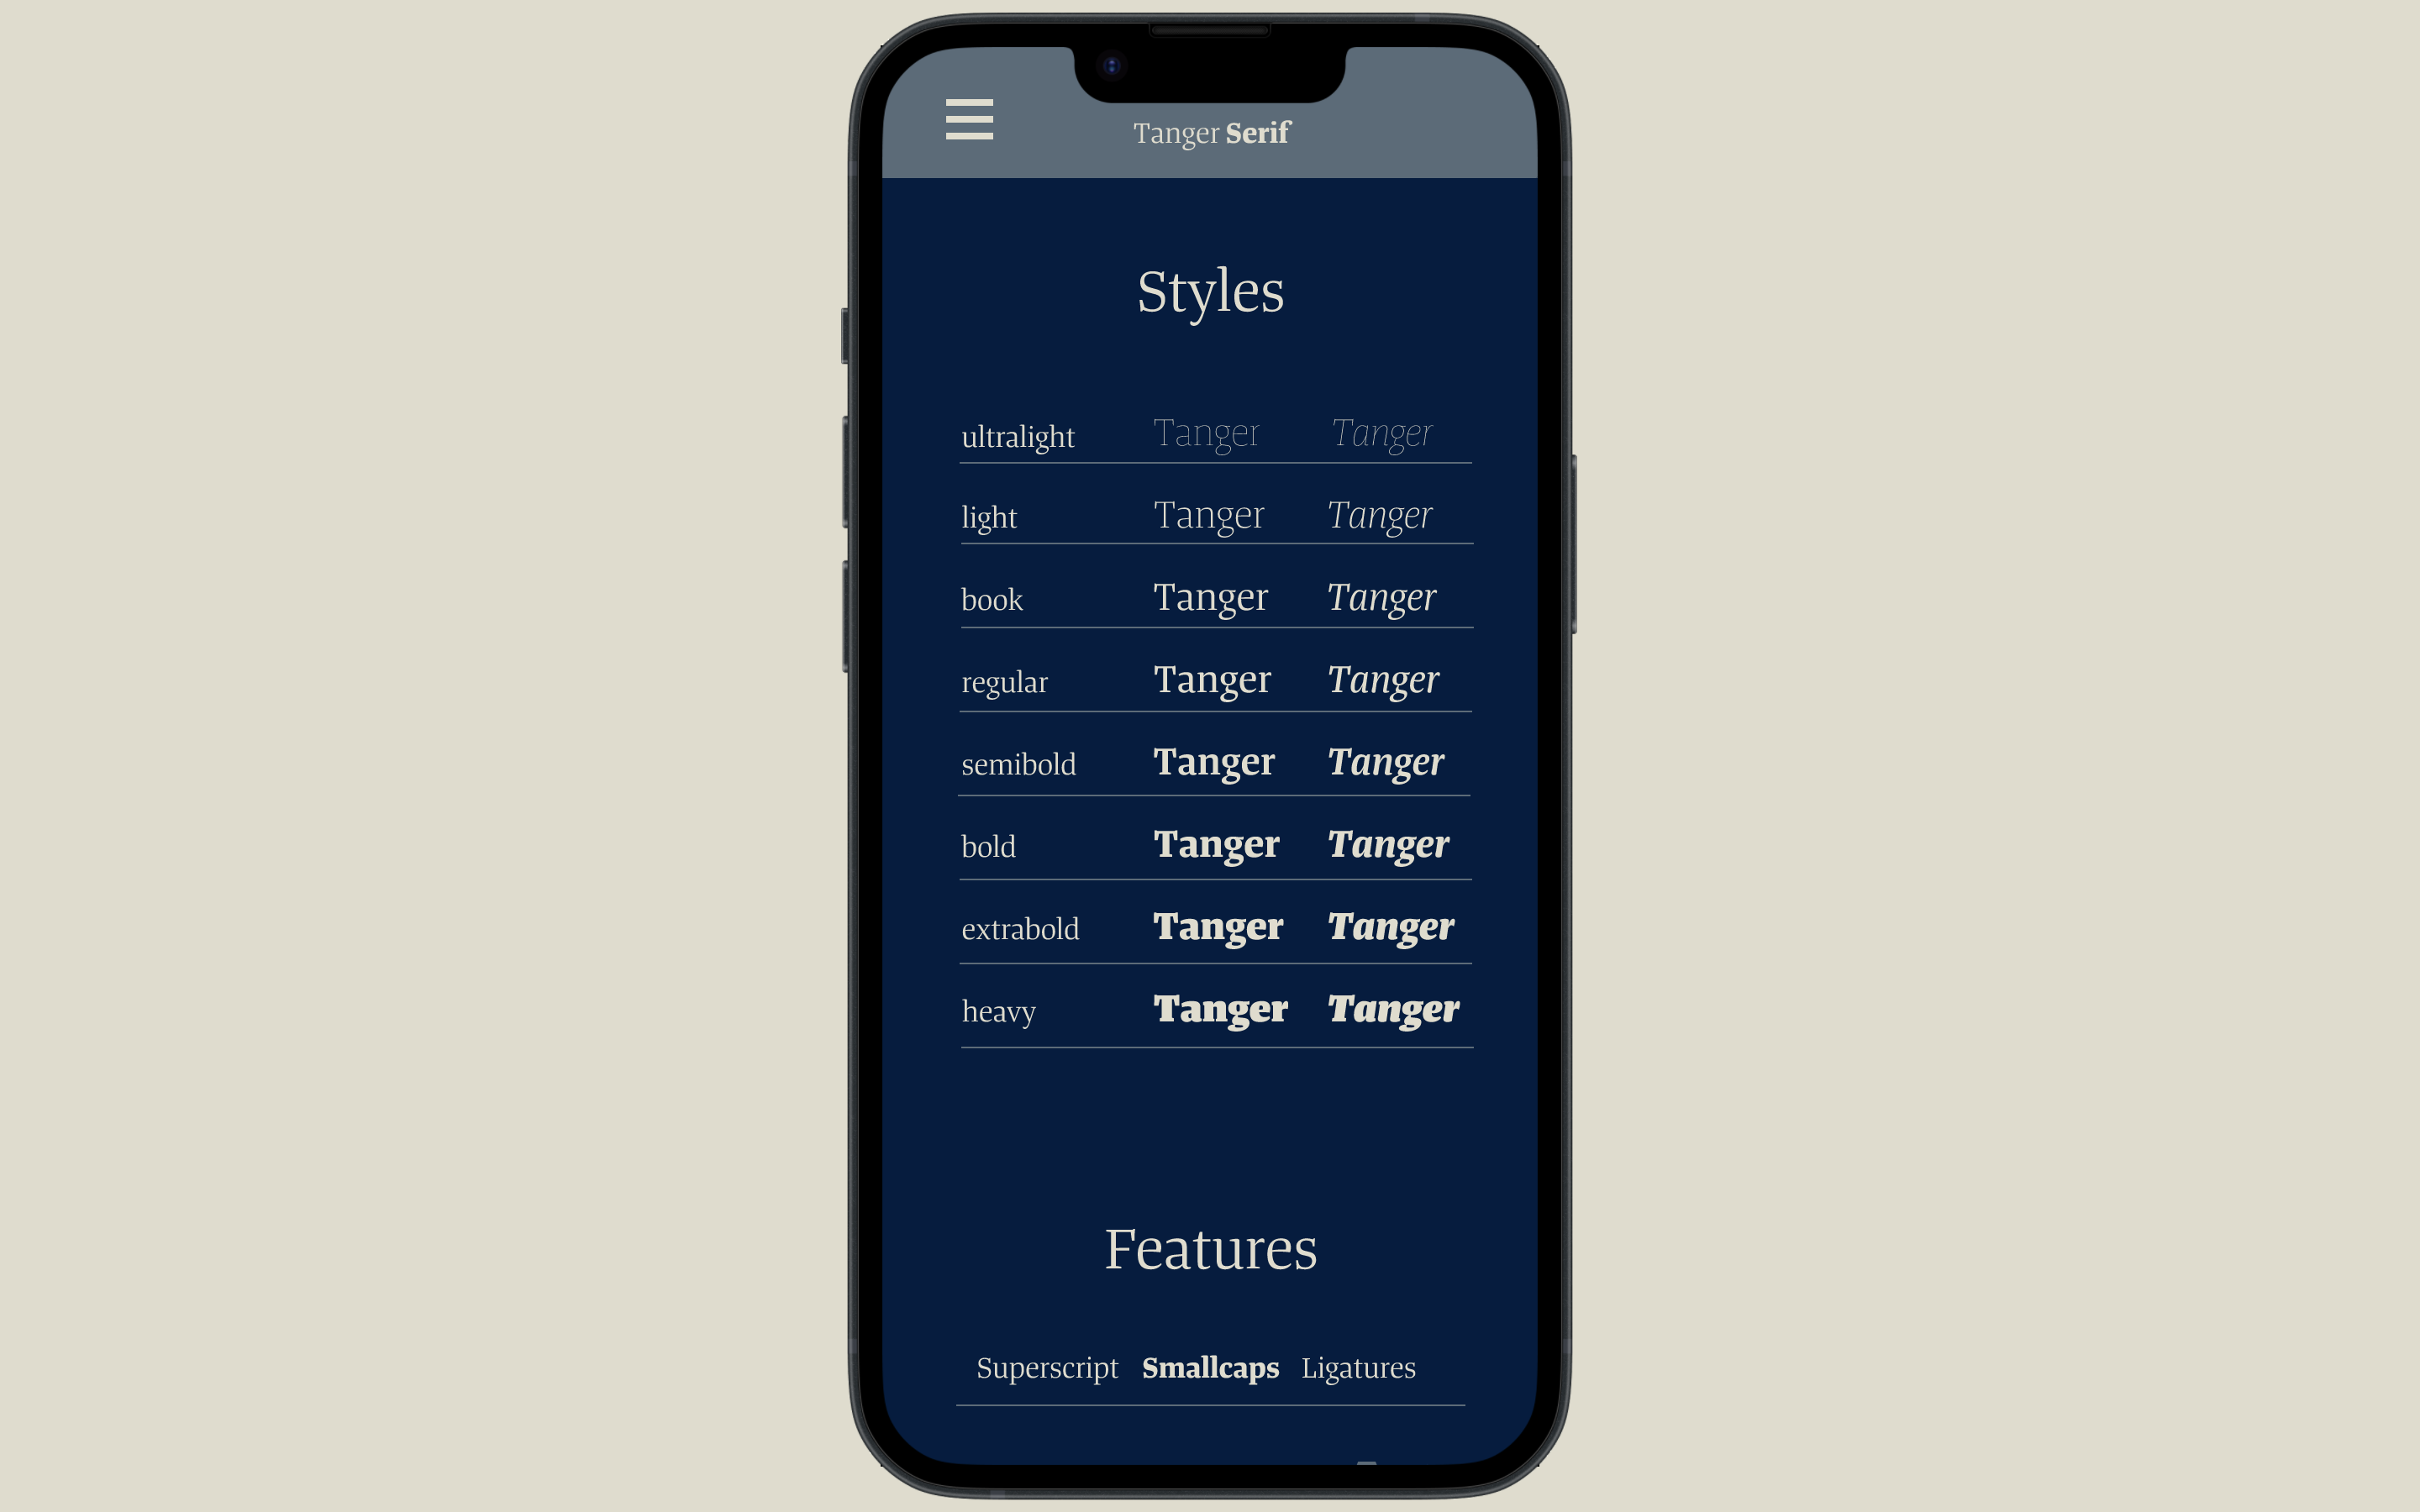 Tanger Serif
Styles
ultralight Tanger Tanger
light Tanger Tanger
book Tanger Tanger
regular Tanger Tanger
semibold Tanger Tanger
bold Tanger Tanger
extrabold Tanger Tanger
heavy Tanger Tanger
Features
Superscript Smallcaps Ligatures